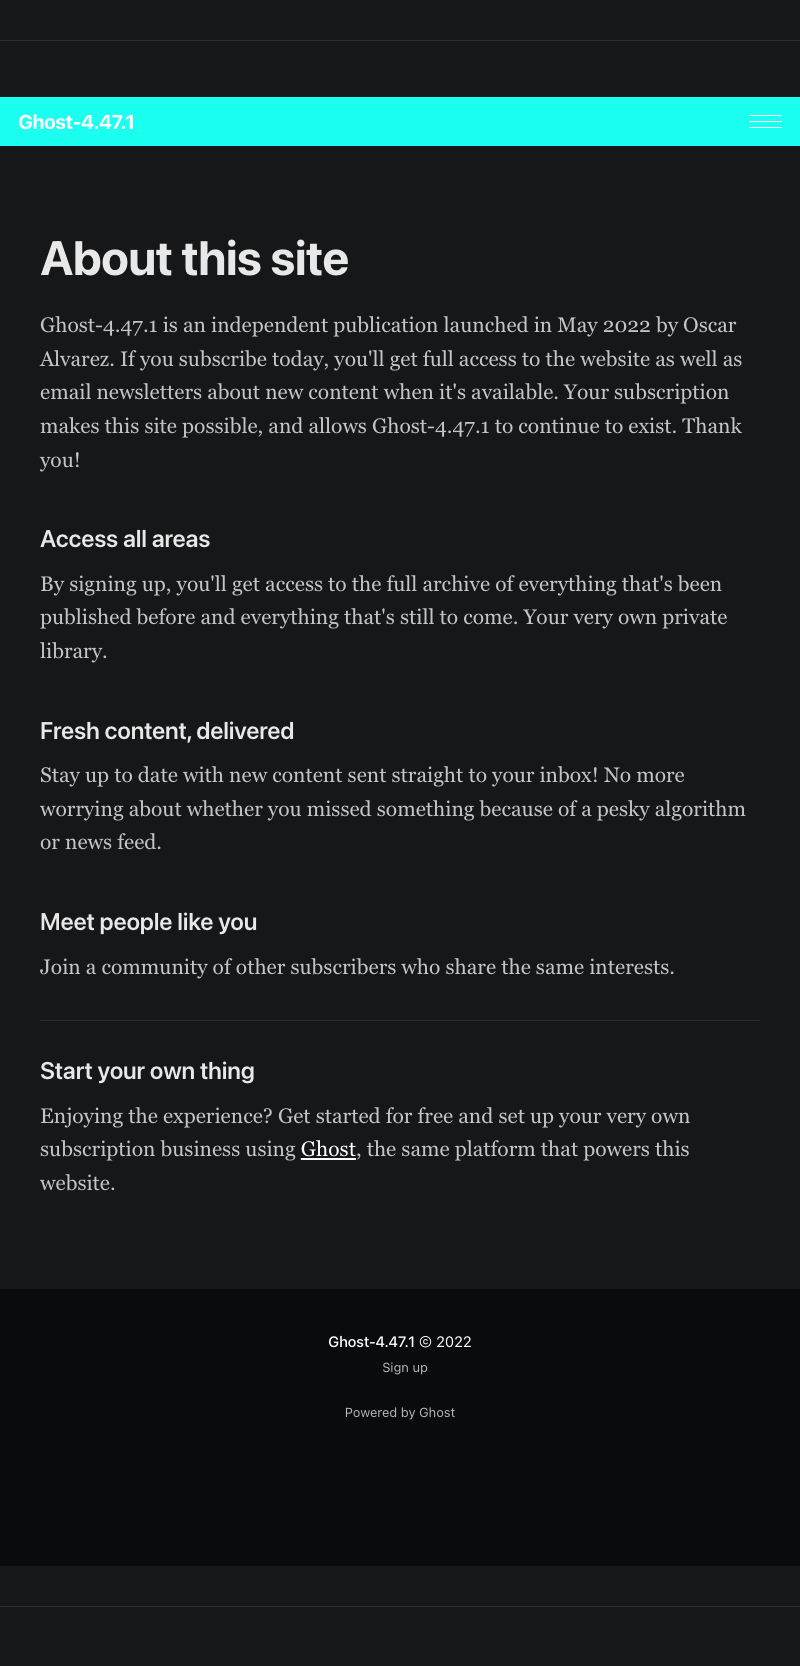 Ghost-4.47.1
About this site
Ghost-4.47.1 is an independent publication launched in May 2022 by Oscar
Alvarez. If you subscribe today, you'll get full access to the website as well as
email newsletters about new content when it's available. Your subscription
makes this site possible, and allows Ghost-4.47.1 to continue to exist. Thank
you!
Access all areas
By signing up, you'll get access to the full archive of everything that's been
published before and everything that's still to come. Your very own private
library.
Fresh content, delivered
Stay up to date with new content sent straight to your inbox! No more
worrying about whether you missed something because of a pesky algorithm
or news feed.
Meet people like you
Join a community of other subscribers who share the same interests.
Start your own thing
Enjoying the experience? Get started for free and set up your very own
subscription business using Ghost, the same platform that powers this
website.
Ghost-4.47.1 © 2022
Sign up
Powered by Ghost